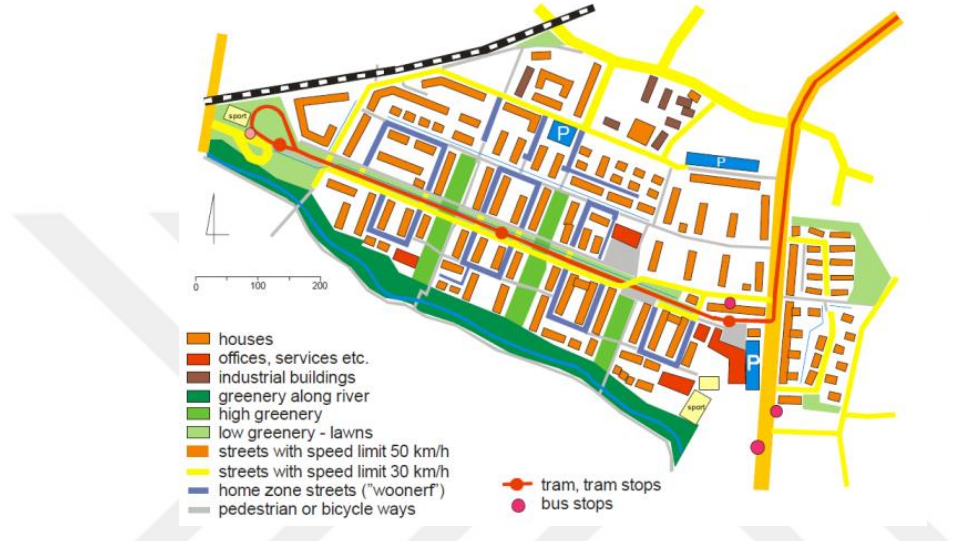 sport
P
P
0 100 200
P
sport
houses
offices, services etc.
industrial buildings
greenery along river
high greenery
low greenery - lawns
streets with speed limit 50 km/h
streets with speed limit 30 km/h
home zone streets ("woonerf")
pedestrian or bicycle ways
tram, tram stops
bus stops